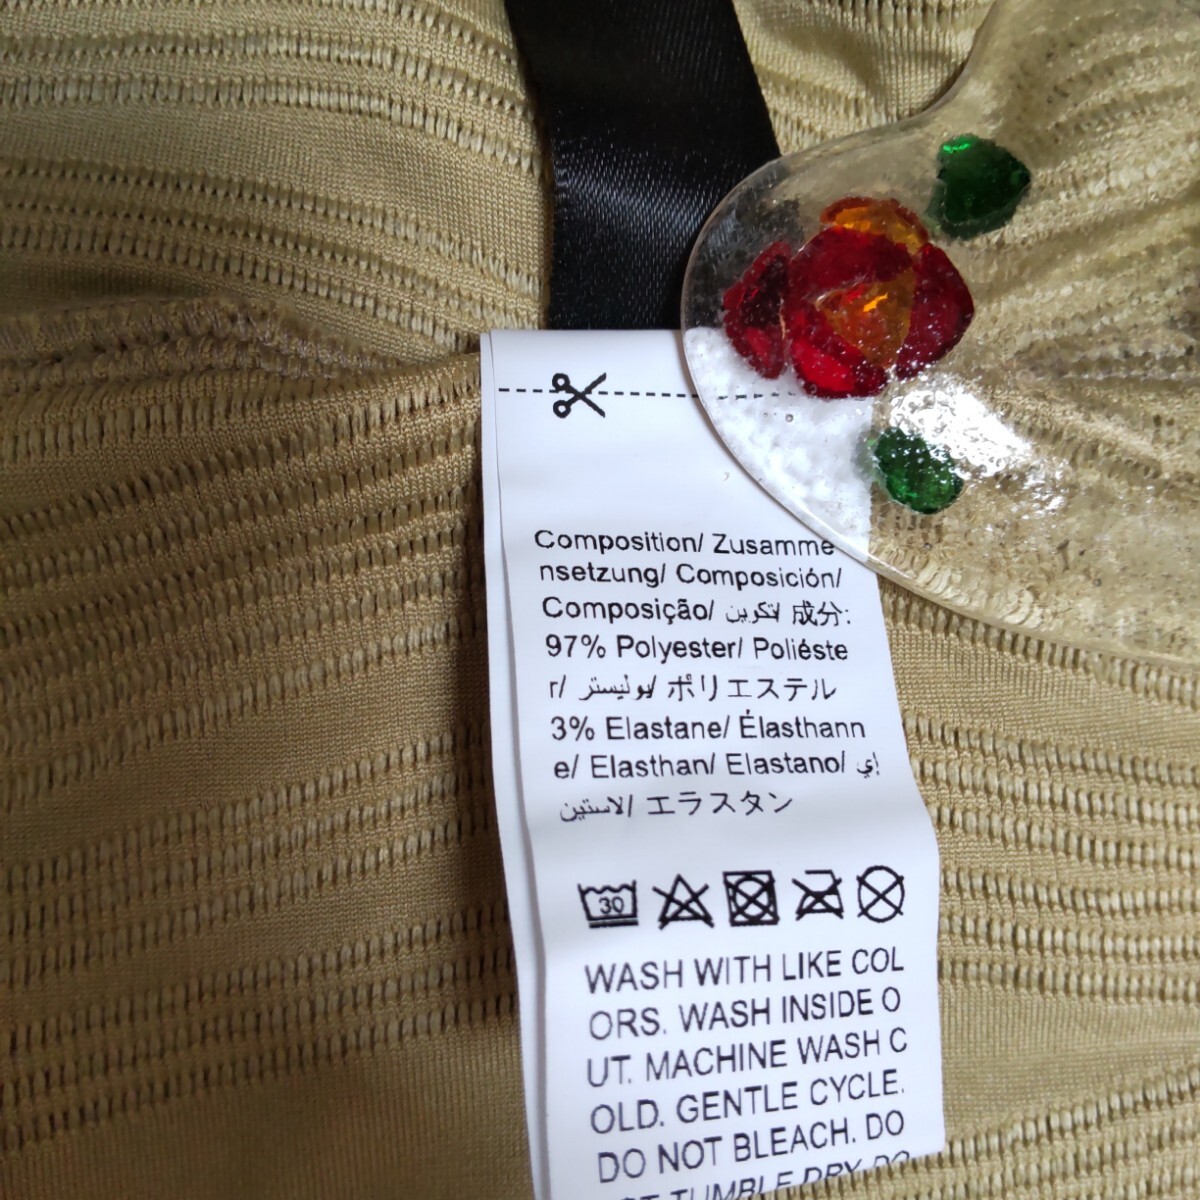 Composition/ Zusamme
nsetzung/ Composición/
Composição/ تكوين/ 成分:
97% Polyester/ Poliéste
r/ بوليستر/ ポリエステル
3% Elastane/ Élasthann
e/ Elasthan/ Elastano/ إي
لاستين/ エラスタン
30
WASH WITH LIKE COL
ORS. WASH INSIDE O
UT. MACHINE WASH C
OLD. GENTLE CYCLE.
DO NOT BLEACH. DO
TUMBLE DRY